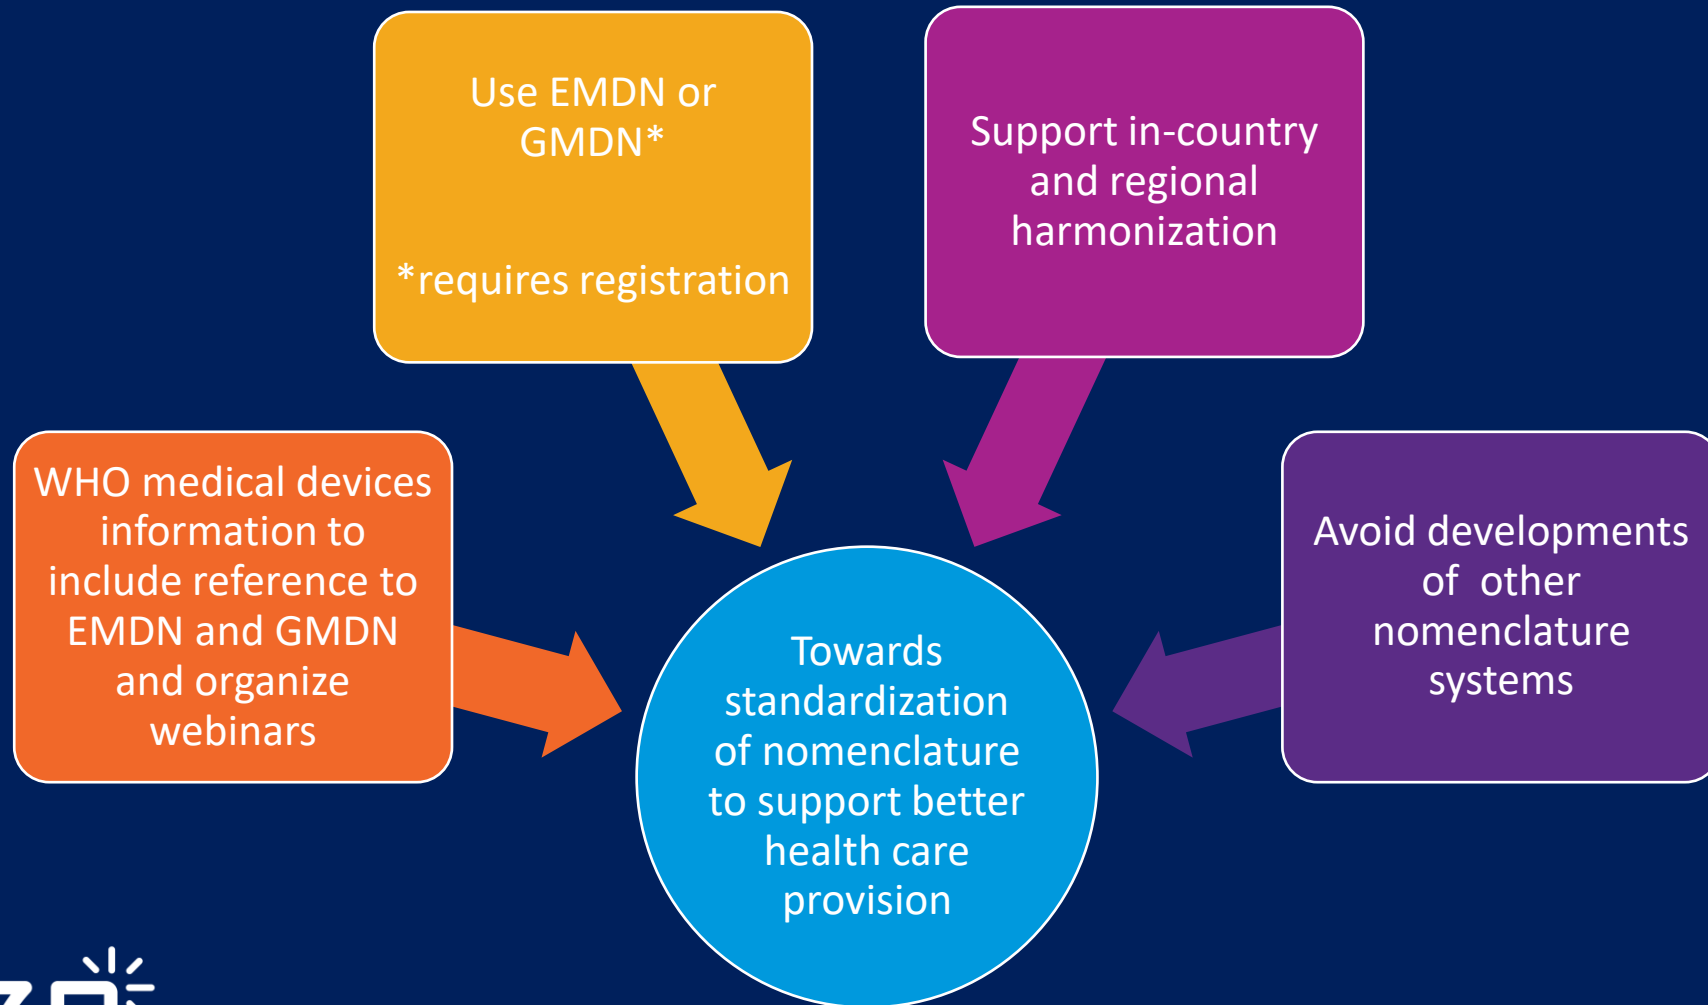 Use EMDN or
GMDN*
*requires registration
Support in-country
and regional
harmonization
WHO medical devices
information to
include reference to
EMDN and GMDN
and organize
webinars
Avoid developments
of  other
nomenclature
systems
Towards
standardization
of nomenclature
to support better
health care
provision